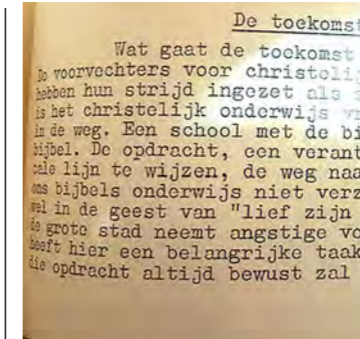 De toekomst
Wat gaat de toekomst
De voorvechters voor christeli
hebben hun strijd ingezet als
is het christelijk onderwijs
in de weg. Een school met de bi
bijbel. De opdracht, een verant
cale lijn te wijzen, de weg naa
ons bijbels onderwijs niet verz
wel in de geest van "lief zijn
de grote stad neemt angstige vo
heeft hier een belangrijke taak
die opdracht altijd bewust zal